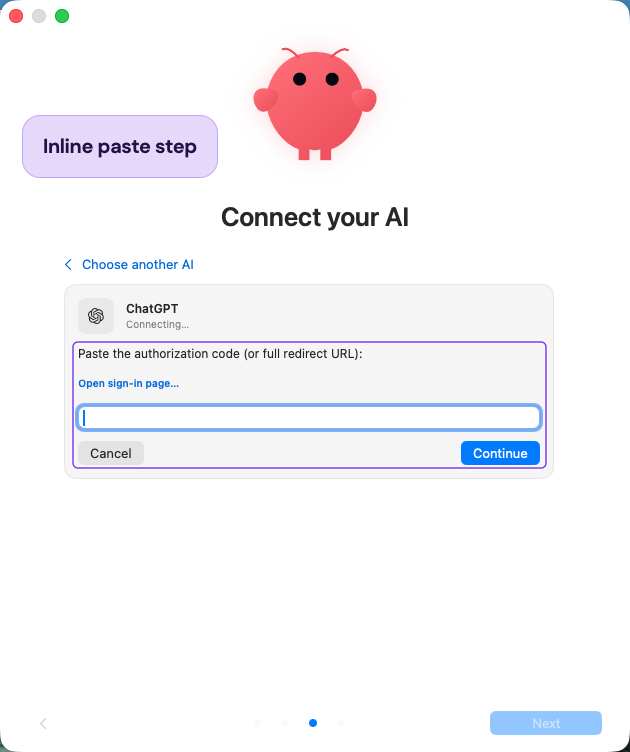 Inline paste step
Connect your AI
Choose another AI
ChatGPT
Connecting...
Paste the authorization code (or full redirect URL):
Open sign-in page...
Cancel
Continue
Next